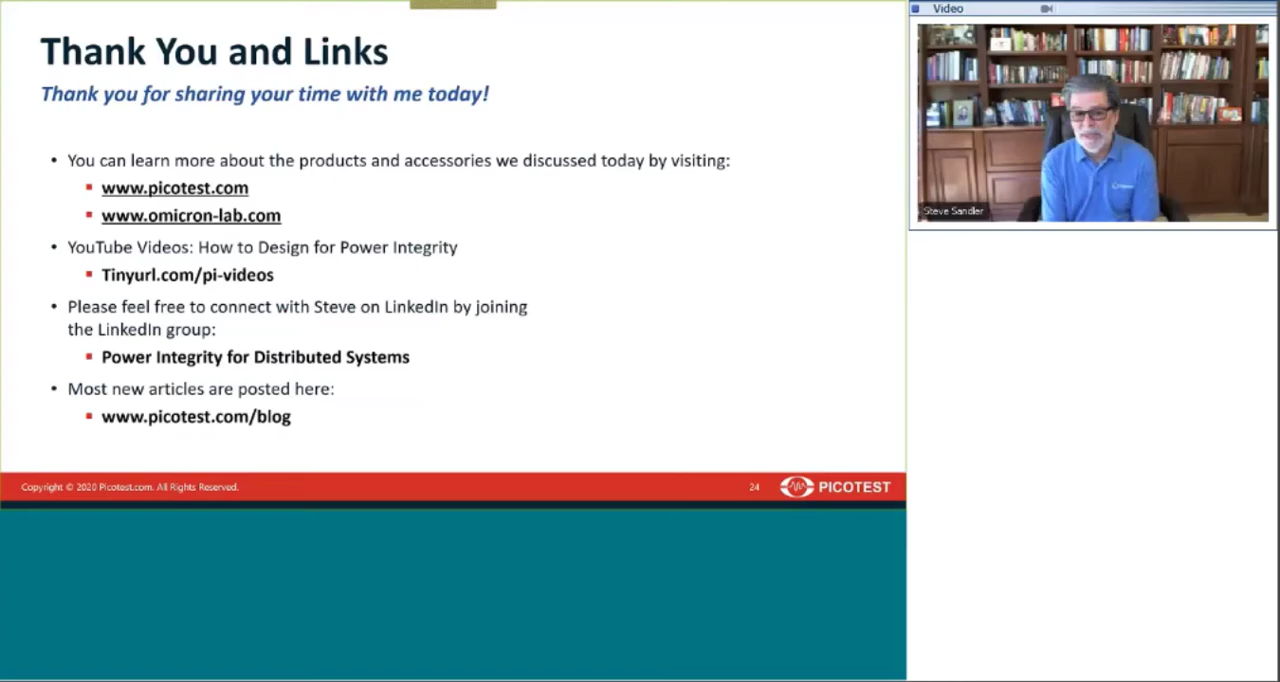 Thank You and Links
Thank you for sharing your time with me today!
• You can learn more about the products and accessories we discussed today by visiting:
▪ www.picotest.com
▪ www.omicron-lab.com
• YouTube Videos: How to Design for Power Integrity
▪ Tinyurl.com/pi-videos
• Please feel free to connect with Steve on LinkedIn by joining
the LinkedIn group:
▪ Power Integrity for Distributed Systems
• Most new articles are posted here:
▪ www.picotest.com/blog
Copyright © 2020 Picotest.com. All Rights Reserved.
24
PICOTEST
Video
Steve Sandler